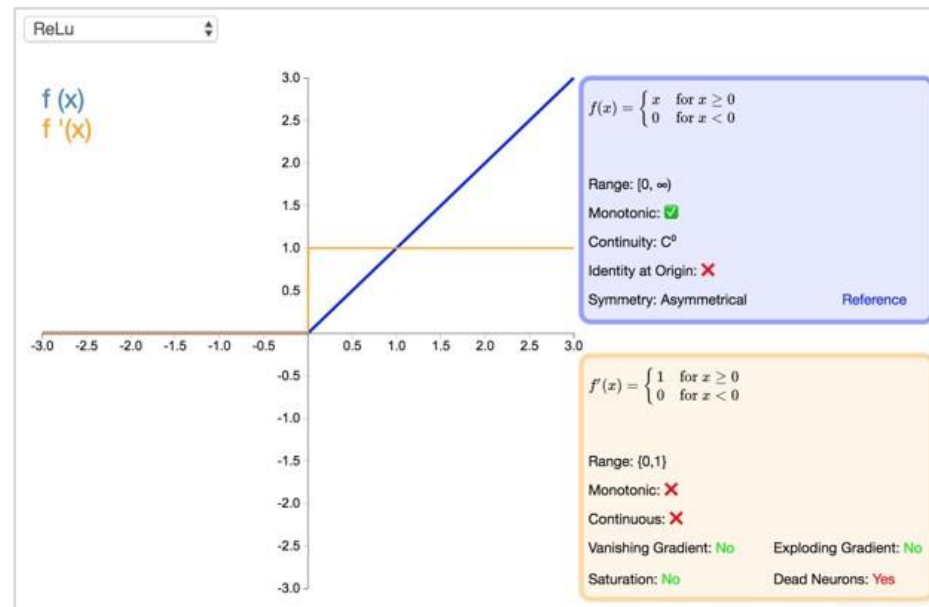 ReLu
f (x)
f '(x)
3.0
2.5
2.0
1.5
1.0
0.5
-3.0 -2.5 -2.0 -1.5 -1.0 -0.5 0.5 1.0 1.5 2.0 2.5 3.0
-0.5
-1.0
-1.5
-2.0
-2.5
-3.0
f(x) = { x for x ≥ 0
0 for x < 0
Range: [0, ∞)
Monotonic: ✅
Continuity: C⁰
Identity at Origin: ❌
Symmetry: Asymmetrical Reference
f′(x) = { 1 for x ≥ 0
0 for x < 0
Range: {0,1}
Monotonic: ❌
Continuous: ❌
Vanishing Gradient: No Exploding Gradient: No
Saturation: No Dead Neurons: Yes